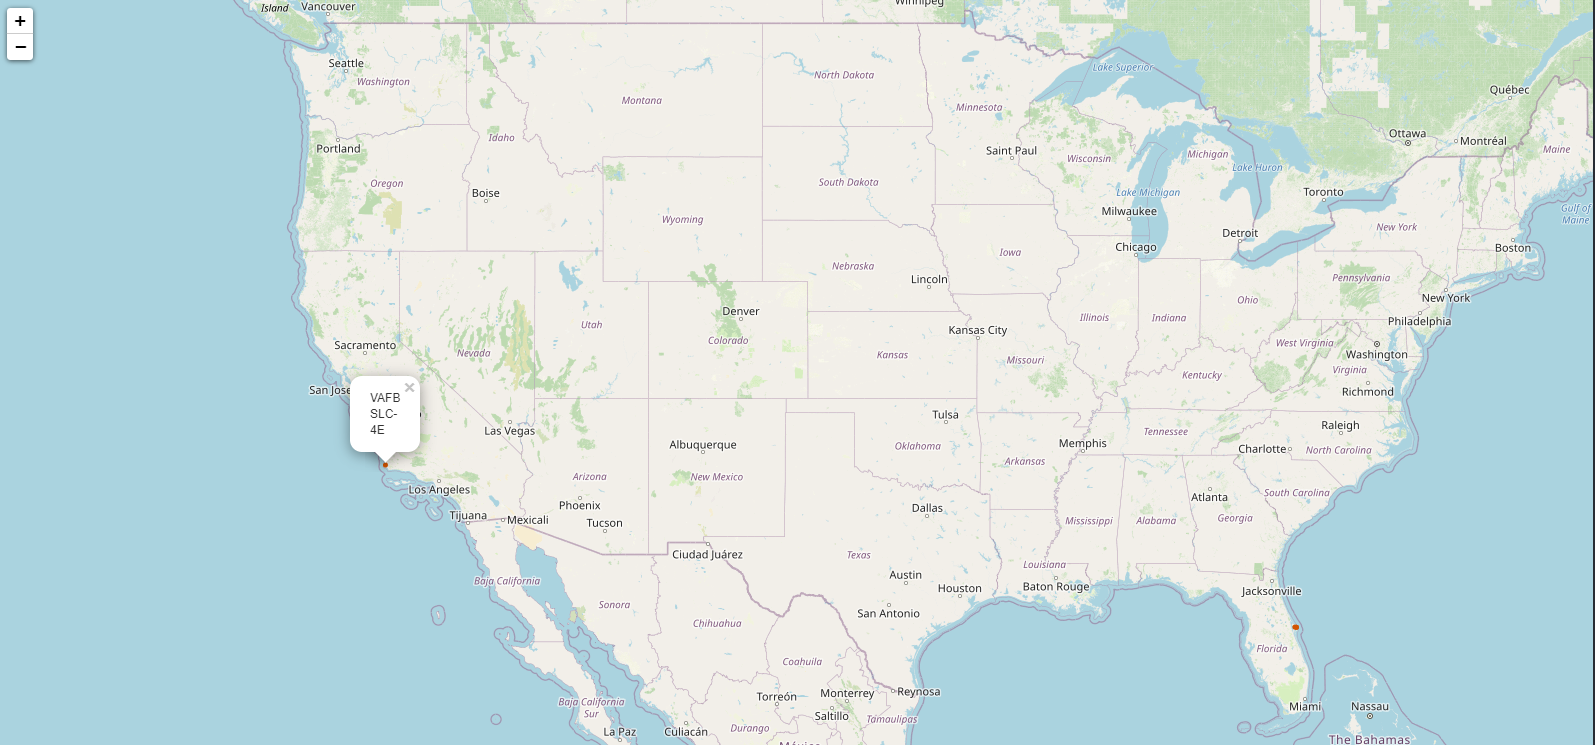 +
−
Island
Vancouver
Winnipeg
Seattle
Washington
North Dakota
Lake Superior
Montana
Minnesota
Québec
Idaho
Portland
Ottawa
Montréal
Saint Paul
Wisconsin
Michigan
Maine
Lake Huron
Oregon
Boise
South Dakota
Lake Michigan
Toronto
Wyoming
Milwaukee
Gulf of
Maine
New York
Detroit
Chicago
Boston
Iowa
Nebraska
Lincoln
Pennsylvania
New York
Ohio
Denver
Utah
Colorado
Kansas City
Illinois
Indiana
Philadelphia
Sacramento
Nevada
Kansas
Missouri
West Virginia
Washington
Kentucky
Virginia
Richmond
San Jose
×
VAFB
SLC-
4E
Las Vegas
Tulsa
Tennessee
Raleigh
Albuquerque
Oklahoma
Memphis
Charlotte
North Carolina
Arkansas
Los Angeles
Arizona
New Mexico
South Carolina
Atlanta
Phoenix
Dallas
Tijuana
Mexicali
Tucson
Mississippi
Alabama
Georgia
Ciudad Juárez
Texas
Louisiana
Baja California
Austin
Houston
Baton Rouge
Jacksonville
Sonora
San Antonio
Chihuahua
Florida
Coahuila
Torreón
Monterrey
Reynosa
Baja California
Sur
Miami
Nassau
Saltillo
Tamaulipas
La Paz
Culiacán
Durango
México
The Bahamas